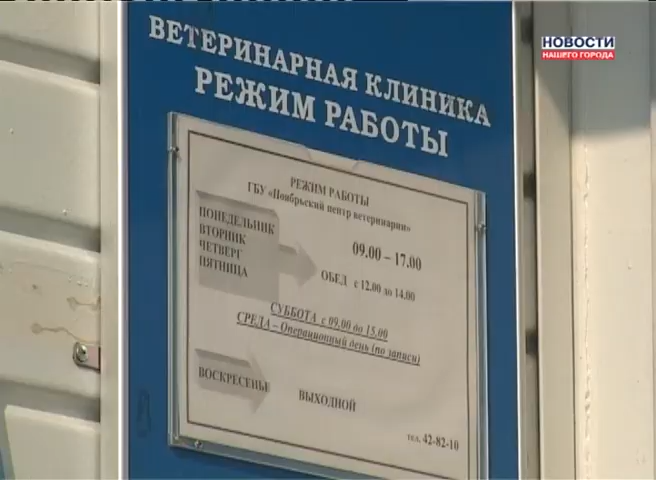 НОВОСТИ
НАШЕГО ГОРОДА
ВЕТЕРИНАРНАЯ КЛИНИКА
РЕЖИМ РАБОТЫ
РЕЖИМ РАБОТЫ
ГБУ «Ноябрьский центр ветеринарии»
ПОНЕДЕЛЬНИК
ВТОРНИК
ЧЕТВЕРГ
ПЯТНИЦА
09.00 – 17.00
ОБЕД с 12.00 до 14.00
СУББОТА с 09.00 до 15.00
СРЕДА – Операционный день (по записи)
ВОСКРЕСЕНЬЕ ВЫХОДНОЙ
тел. 42-82-10